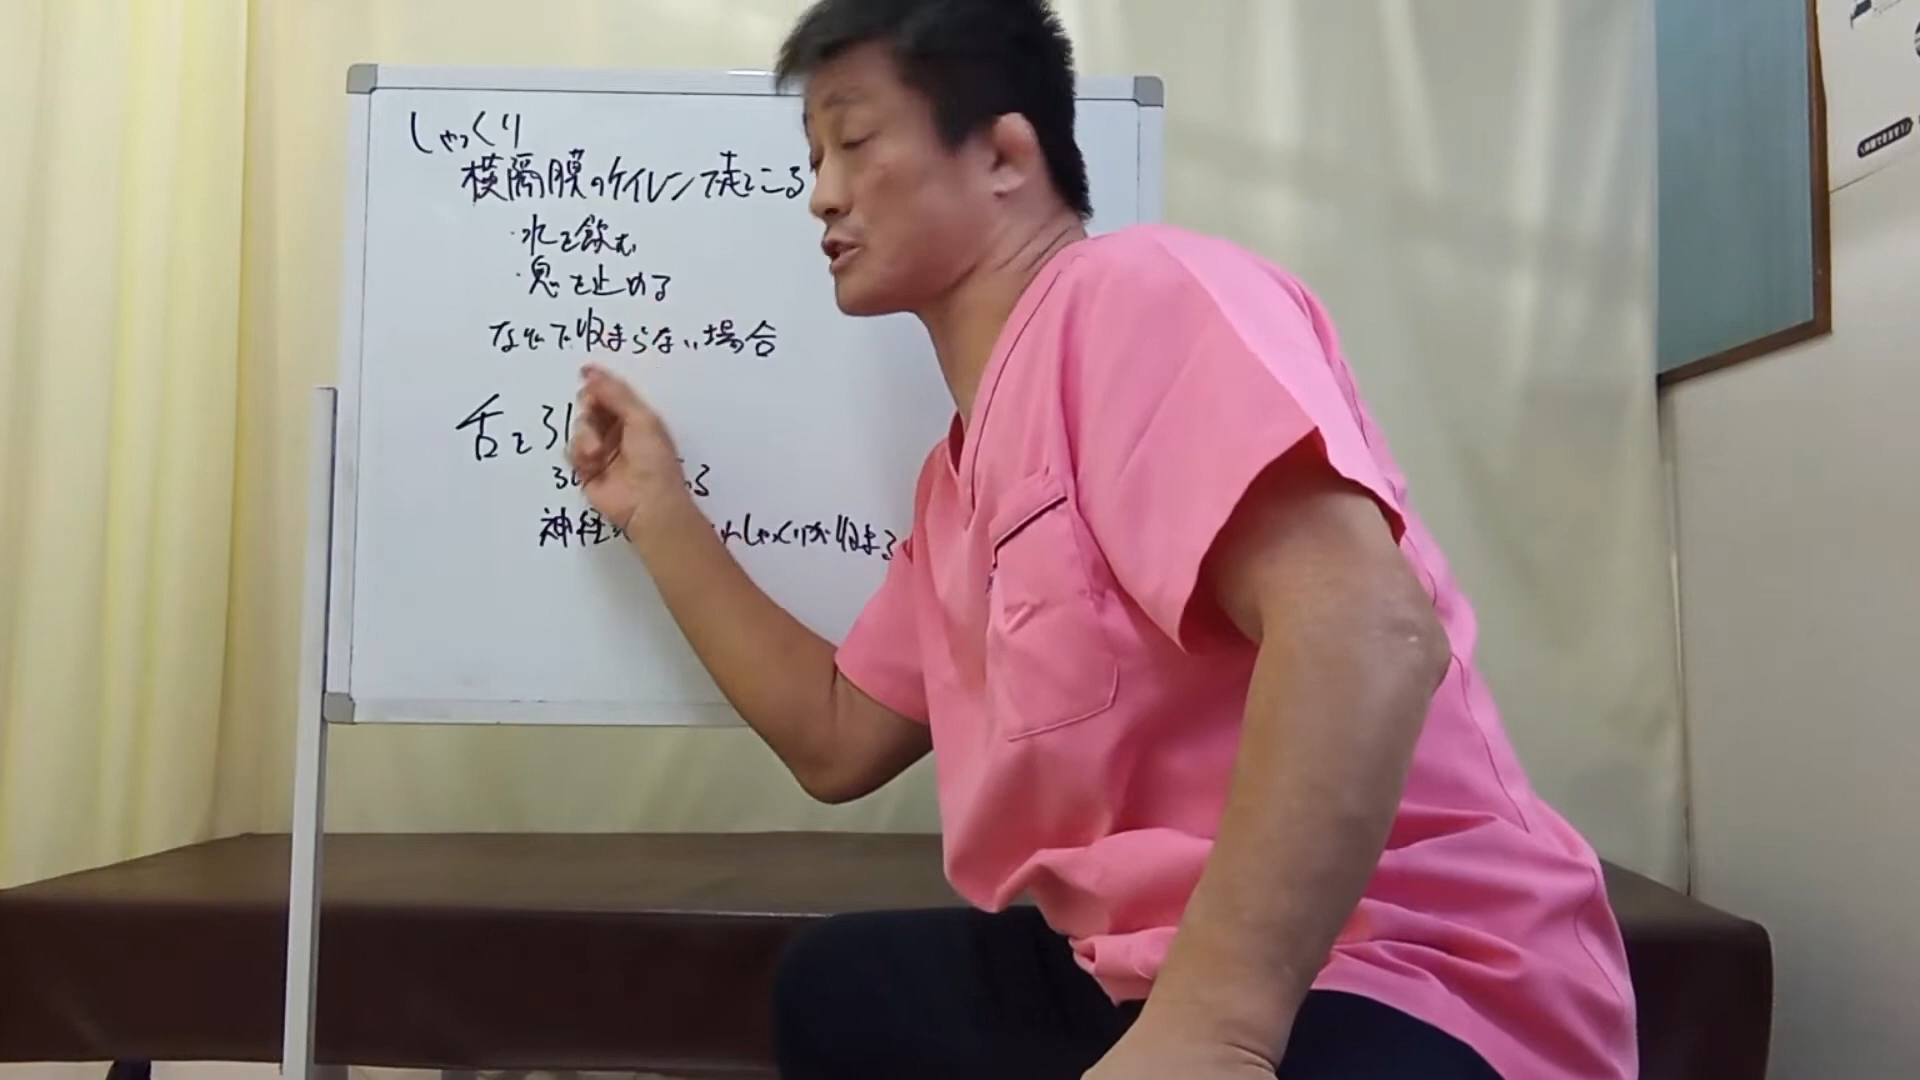 しゃっくり
横隔膜のケイレンで起こる
・水を飲む
・息を止める
などで収まらない場合
舌を引
30 る
神経 しゃっくりが収まる